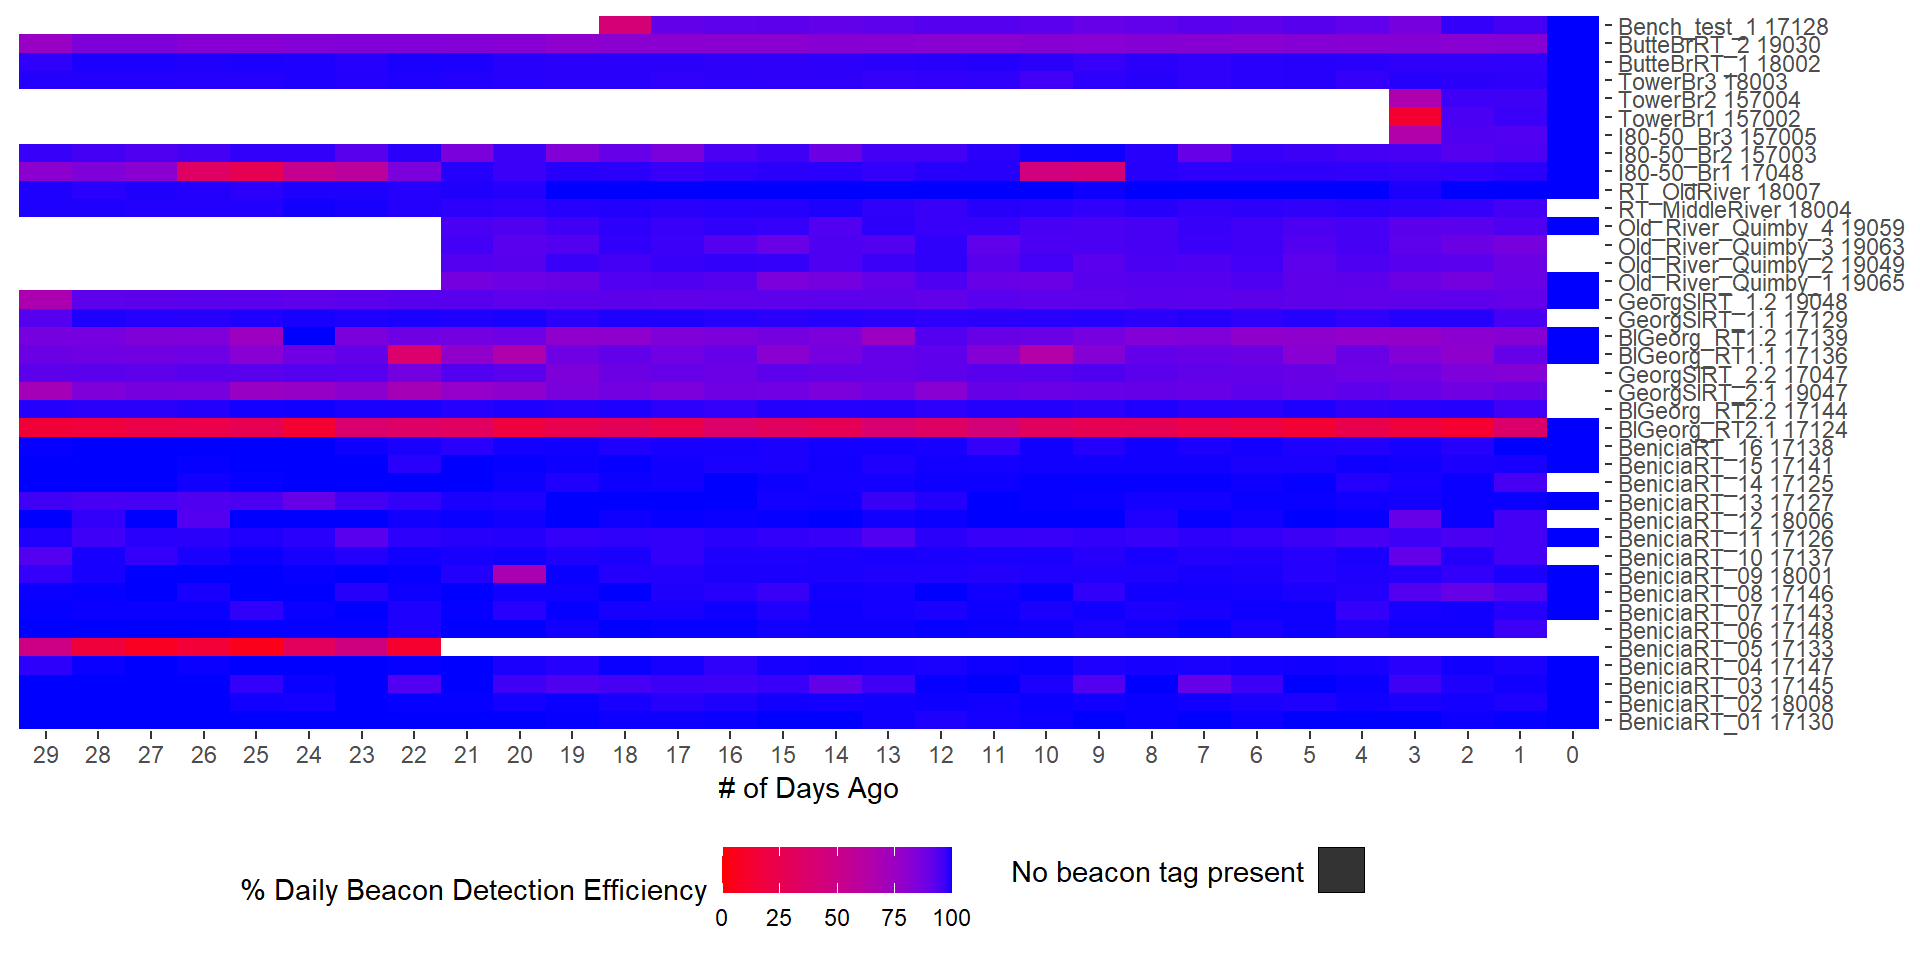 Bench_test_1 17128
ButteBrRT_2 19030
ButteBrRT_1 18002
TowerBr3 18003
TowerBr2 157004
TowerBr1 157002
I80-50_Br3 157005
I80-50_Br2 157003
I80-50_Br1 17048
RT_OldRiver 18007
RT_MiddleRiver 18004
Old_River_Quimby_4 19059
Old_River_Quimby_3 19063
Old_River_Quimby_2 19049
Old_River_Quimby_1 19065
GeorgSlRT_1.2 19048
GeorgSlRT_1.1 17129
BlGeorg_RT1.2 17139
BlGeorg_RT1.1 17136
GeorgSlRT_2.2 17047
GeorgSlRT_2.1 19047
BlGeorg_RT2.2 17144
BlGeorg_RT2.1 17124
BeniciaRT_16 17138
BeniciaRT_15 17141
BeniciaRT_14 17125
BeniciaRT_13 17127
BeniciaRT_12 18006
BeniciaRT_11 17126
BeniciaRT_10 17137
BeniciaRT_09 18001
BeniciaRT_08 17146
BeniciaRT_07 17143
BeniciaRT_06 17148
BeniciaRT_05 17133
BeniciaRT_04 17147
BeniciaRT_03 17145
BeniciaRT_02 18008
BeniciaRT_01 17130
29 28 27 26 25 24 23 22 21 20 19 18 17 16 15 14 13 12 11 10 9 8 7 6 5 4 3 2 1 0
# of Days Ago
% Daily Beacon Detection Efficiency
0 25 50 75 100
No beacon tag present